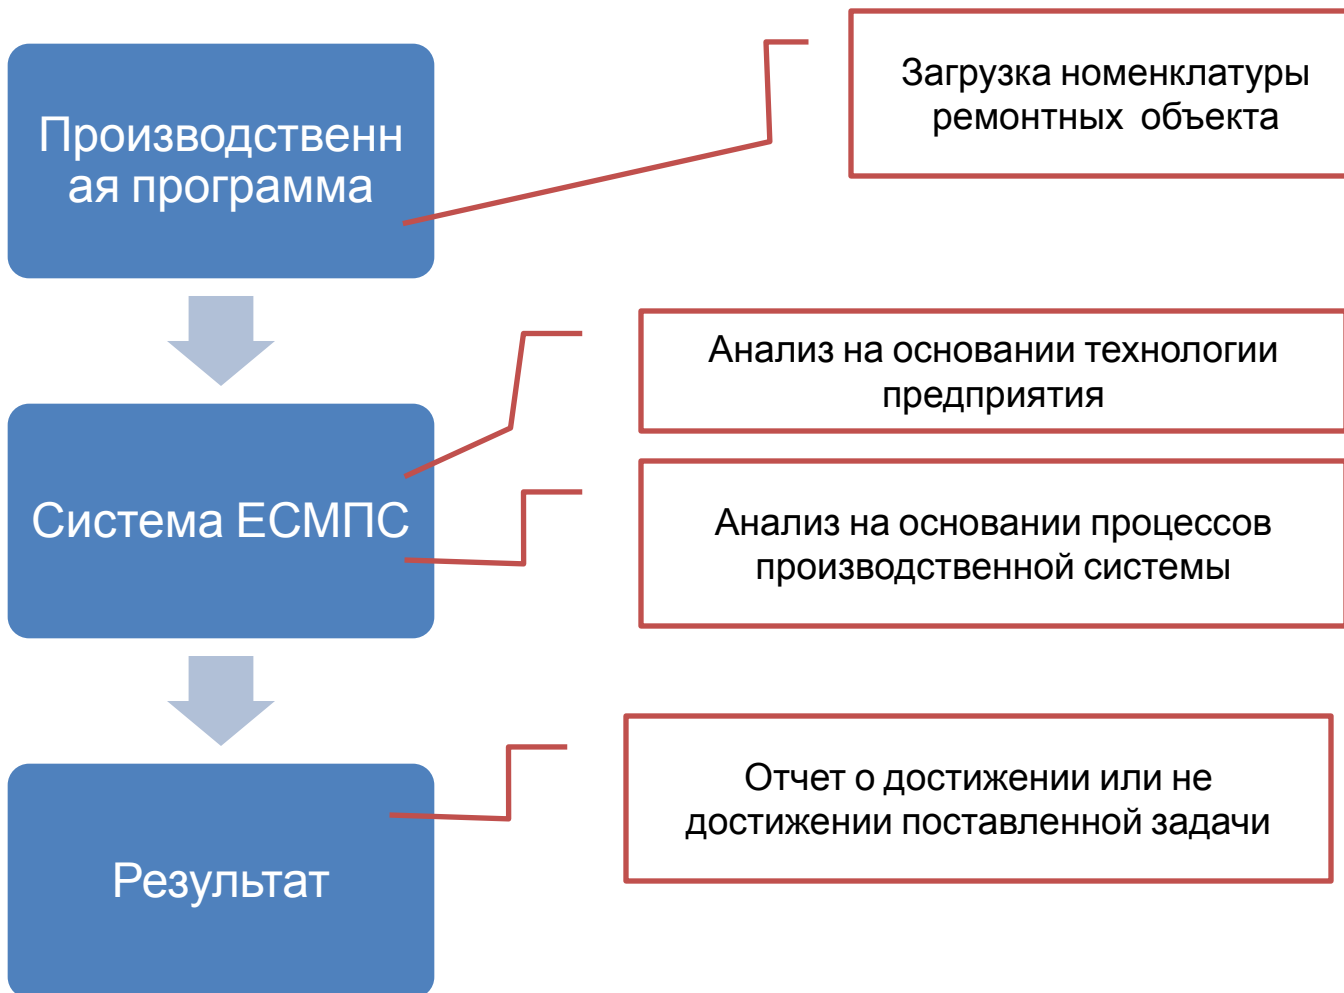 Производственн
ая программа
Загрузка номенклатуры
ремонтных объекта
Анализ на основании технологии
предприятия
Система ЕСМПС
Анализ на основании процессов
производственной системы
Отчет о достижении или не
достижении поставленной задачи
Результат